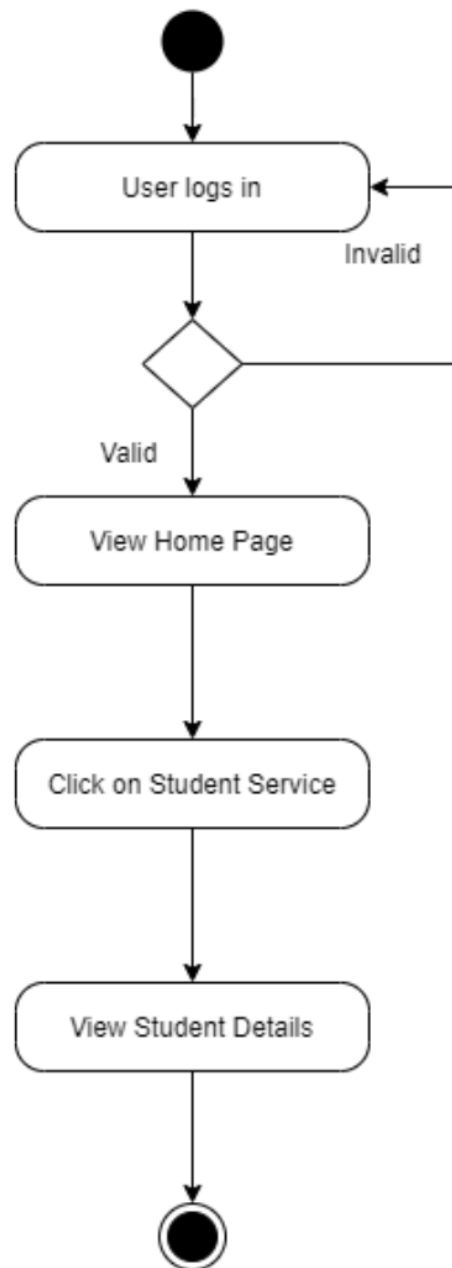 User logs in
Invalid
Valid
View Home Page
Click on Student Service
View Student Details